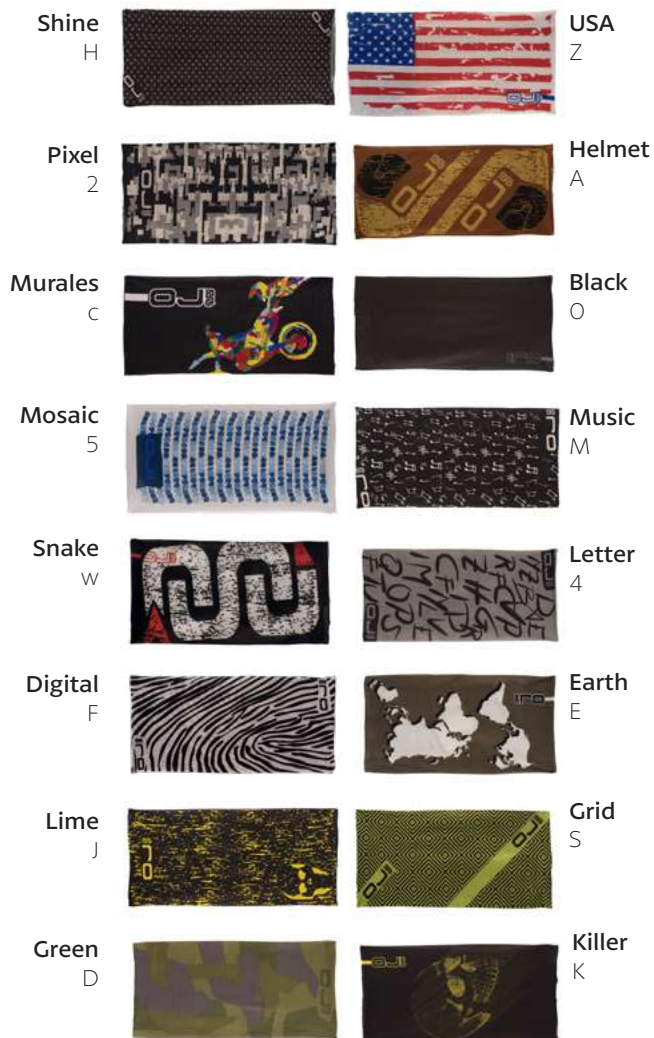 Shine
H
USA
Z
Pixel
2
Helmet
A
Murales
c
Black
O
Mosaic
5
Music
M
Snake
w
Letter
4
Digital
F
Earth
E
Lime
J
Grid
S
Green
D
Killer
K